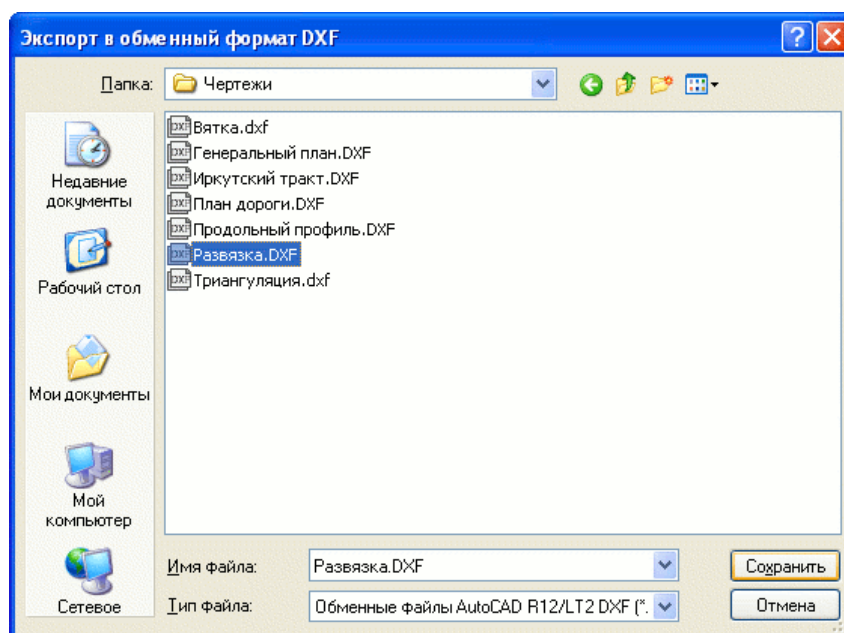 Экспорт в обменный формат DXF
Папка: Чертежи
Недавние документы
Рабочий стол
Мои документы
Мой компьютер
Сетевое
Вятка.dxf
Генеральный план.DXF
Иркутский тракт.DXF
План дороги.DXF
Продольный профиль.DXF
Развязка.DXF
Триангуляция.dxf
Имя файла: Развязка.DXF Сохранить
Тип файла: Обменные файлы AutoCAD R12/LT2 DXF (*. Отмена